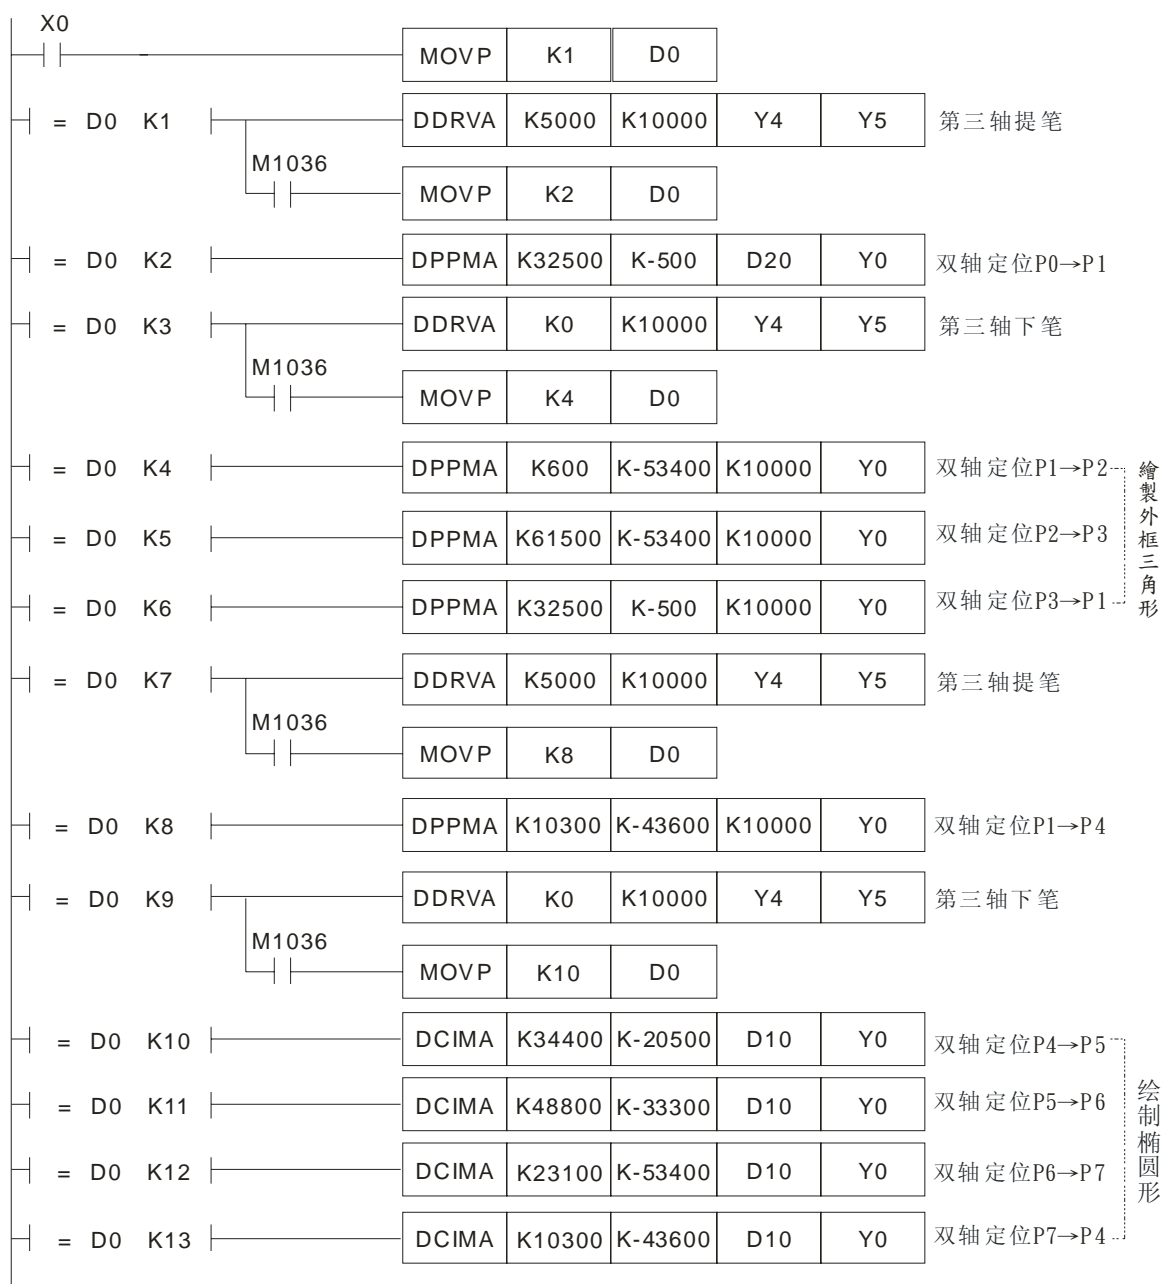 X0
MOVP K1 D0
= D0 K1 DDRVA K5000 K10000 Y4 Y5 第三轴提笔
M1036
MOVP K2 D0
= D0 K2 DPPMA K32500 K-500 D20 Y0 双轴定位P0→P1
= D0 K3 DDRVA K0 K10000 Y4 Y5 第三轴下笔
M1036
MOVP K4 D0
= D0 K4 DPPMA K600 K-53400 K10000 Y0 双轴定位P1→P2
= D0 K5 DPPMA K61500 K-53400 K10000 Y0 双轴定位P2→P3
= D0 K6 DPPMA K32500 K-500 K10000 Y0 双轴定位P3→P1
繪製外框三角形
= D0 K7 DDRVA K5000 K10000 Y4 Y5 第三轴提笔
M1036
MOVP K8 D0
= D0 K8 DPPMA K10300 K-43600 K10000 Y0 双轴定位P1→P4
= D0 K9 DDRVA K0 K10000 Y4 Y5 第三轴下笔
M1036
MOVP K10 D0
= D0 K10 DCIMA K34400 K-20500 D10 Y0 双轴定位P4→P5
= D0 K11 DCIMA K48800 K-33300 D10 Y0 双轴定位P5→P6
= D0 K12 DCIMA K23100 K-53400 D10 Y0 双轴定位P6→P7
= D0 K13 DCIMA K10300 K-43600 D10 Y0 双轴定位P7→P4
绘制椭圆形